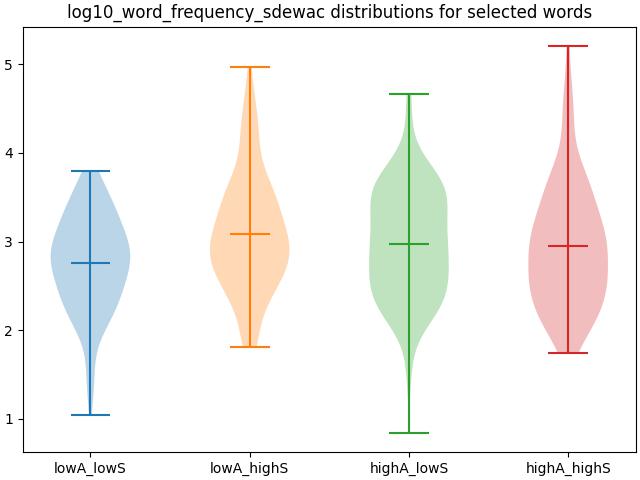 log10_word_frequency_sdewac distributions for selected words
5
4
3
2
1
lowA_lowS lowA_highS highA_lowS highA_highS